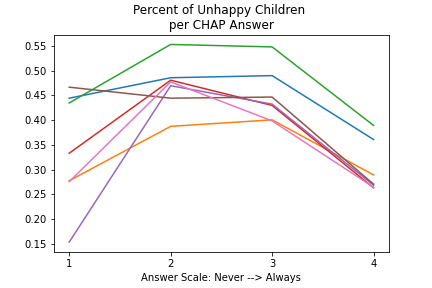 Percent of Unhappy Children
per CHAP Answer
0.55
0.50
0.45
0.40
0.35
0.30
0.25
0.20
0.15
1 2 3 4
Answer Scale: Never --> Always